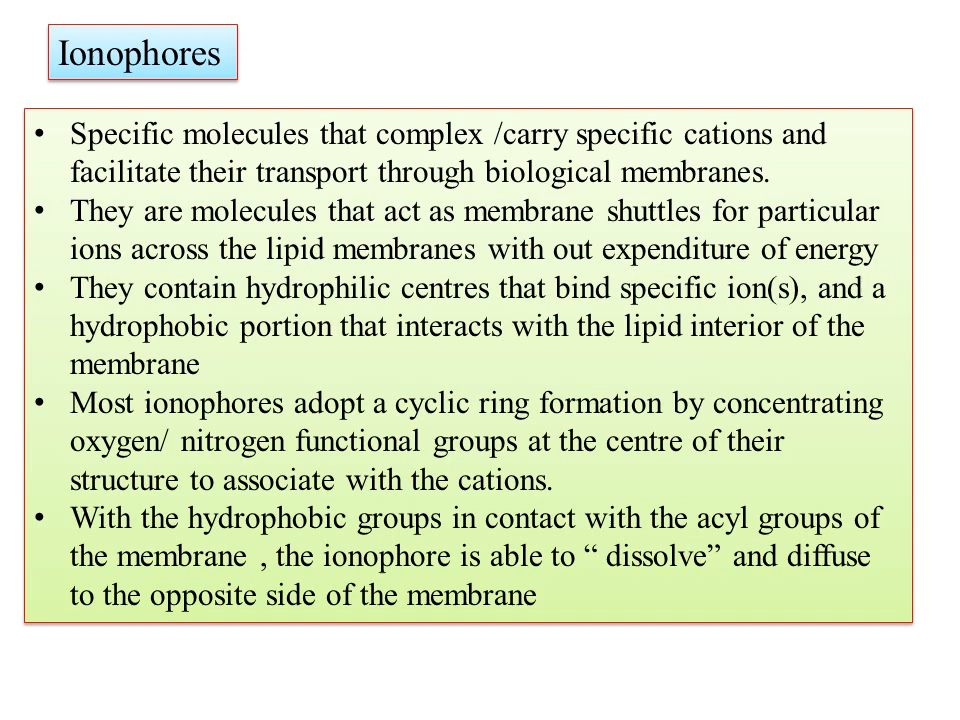 Ionophores
• Specific molecules that complex /carry specific cations and
facilitate their transport through biological membranes.
• They are molecules that act as membrane shuttles for particular
ions across the lipid membranes with out expenditure of energy
• They contain hydrophilic centres that bind specific ion(s), and a
hydrophobic portion that interacts with the lipid interior of the
membrane
• Most ionophores adopt a cyclic ring formation by concentrating
oxygen/ nitrogen functional groups at the centre of their
structure to associate with the cations.
• With the hydrophobic groups in contact with the acyl groups of
the membrane , the ionophore is able to “ dissolve” and diffuse
to the opposite side of the membrane